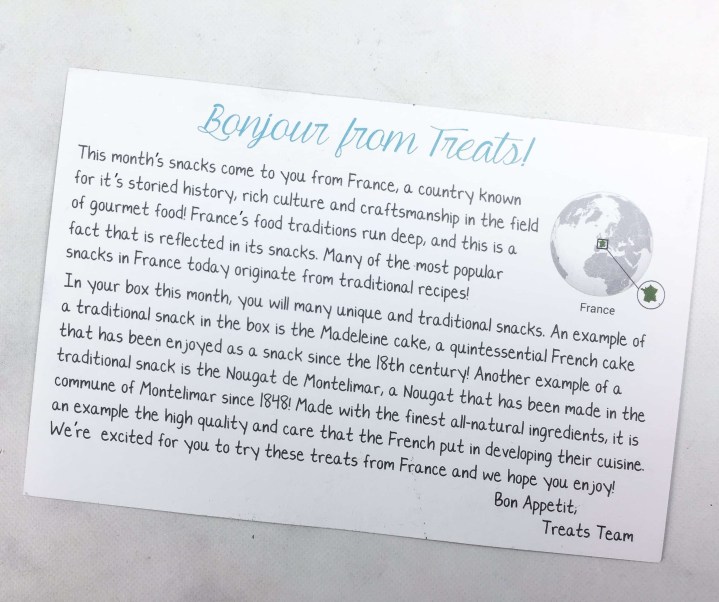 Bonjour from Treats!
This month's snacks come to you from France, a country known
for it's storied history, rich culture and craftsmanship in the field
of gourmet food! France's food traditions run deep, and this is a
fact that is reflected in its snacks. Many of the most popular
snacks in France today originate from traditional recipes!
France
In your box this month, you will many unique and traditional snacks. An example of
a traditional snack in the box is the Madeleine cake, a quintessential French cake
that has been enjoyed as a snack since the 18th century! Another example of a
traditional snack is the Nougat de Montelimar, a Nougat that has been made in the
commune of Montelimar since 1848! Made with the finest all-natural ingredients, it is
an example the high quality and care that the French put in developing their cuisine.
We're excited for you to try these treats from France and we hope you enjoy!
Bon Appetit,
Treats Team